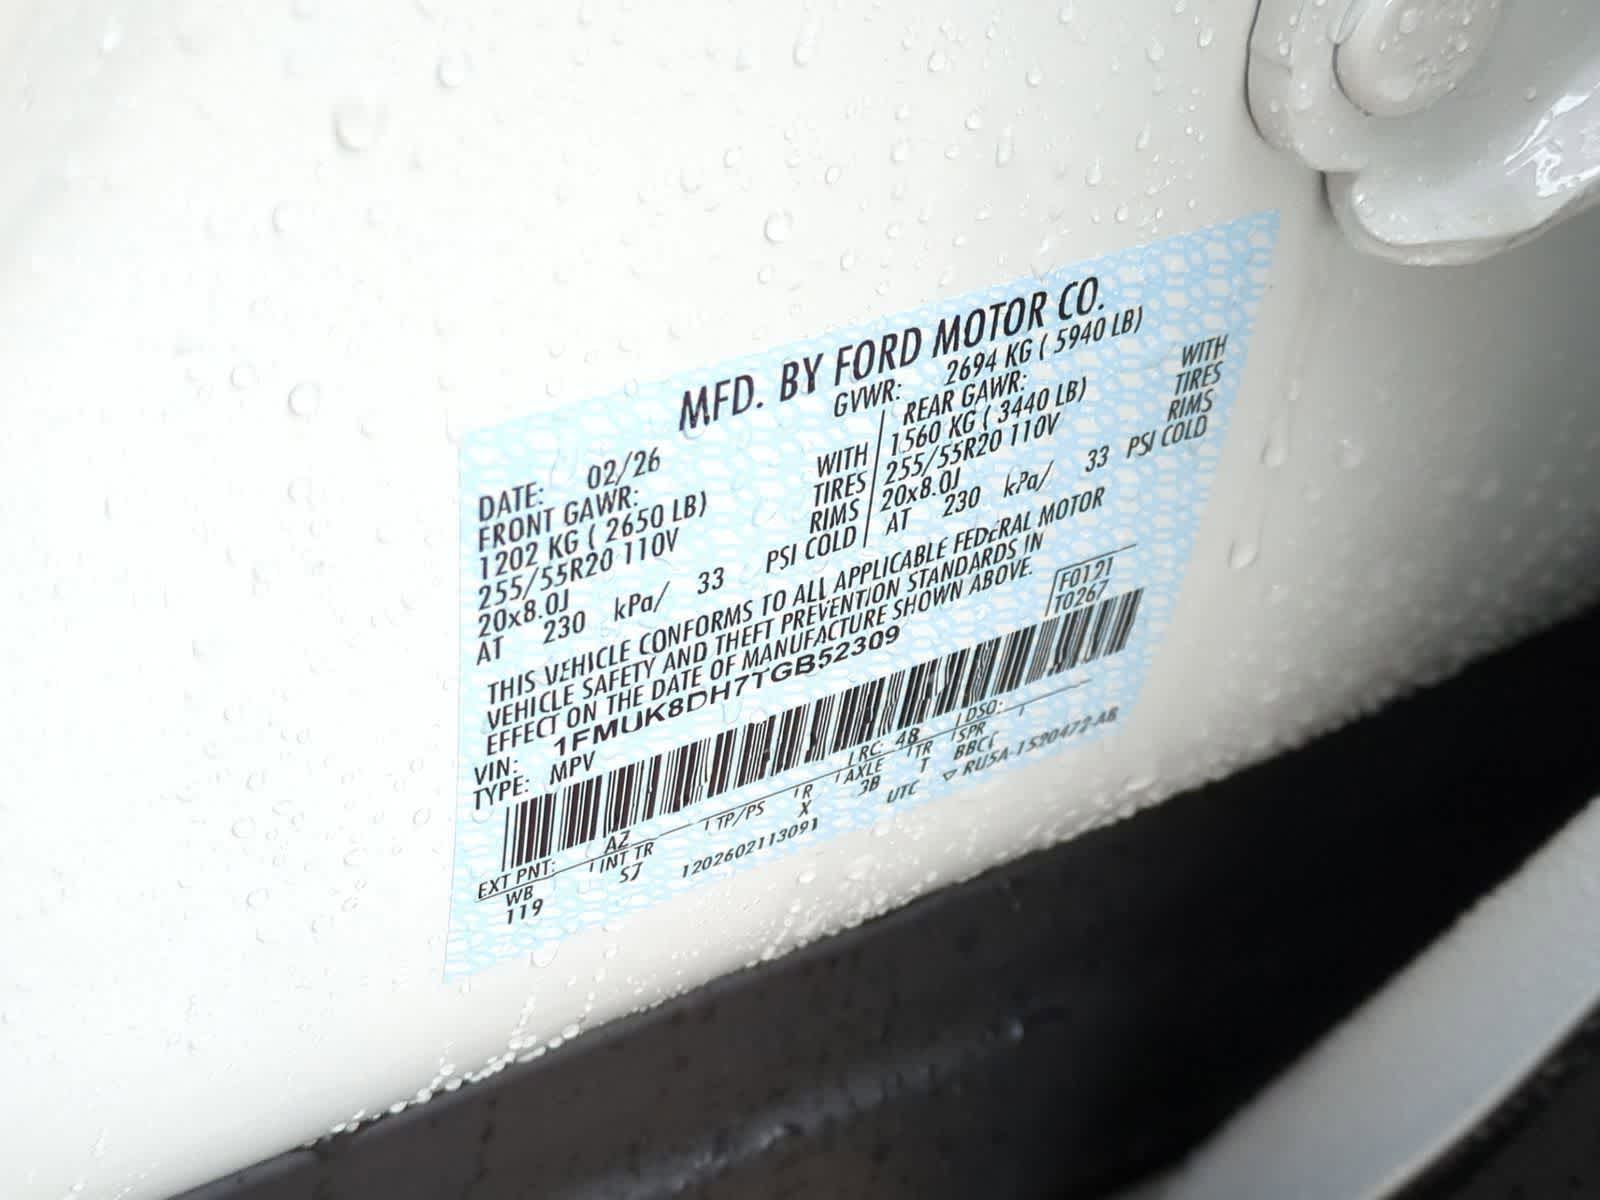 MFD. BY FORD MOTOR CO.
DATE: 02/26 GVWR: 2694 KG ( 5940 LB)
FRONT GAWR: REAR GAWR:
1202 KG ( 2650 LB) WITH 1560 KG ( 3440 LB) WITH
255/55R20 110V TIRES 255/55R20 110V TIRES
20x8.0J RIMS 20x8.0J RIMS
AT 230 kPa/ 33 PSI COLD AT 230 kPa/ 33 PSI COLD
THIS VEHICLE CONFORMS TO ALL APPLICABLE FEDERAL MOTOR
VEHICLE SAFETY AND THEFT PREVENTION STANDARDS IN
EFFECT ON THE DATE OF MANUFACTURE SHOWN ABOVE.
F0121
T0267
VIN: 1FMUK8DH7TGB52309
TYPE: MPV
EXT PNT: AZ RC: 48 DSO:
WB INT TR TP/PS R AXLE TR SPR
119 S7 X 3B T BBCC
1202602113091 UTC ▽ RU5A-1520472-AB